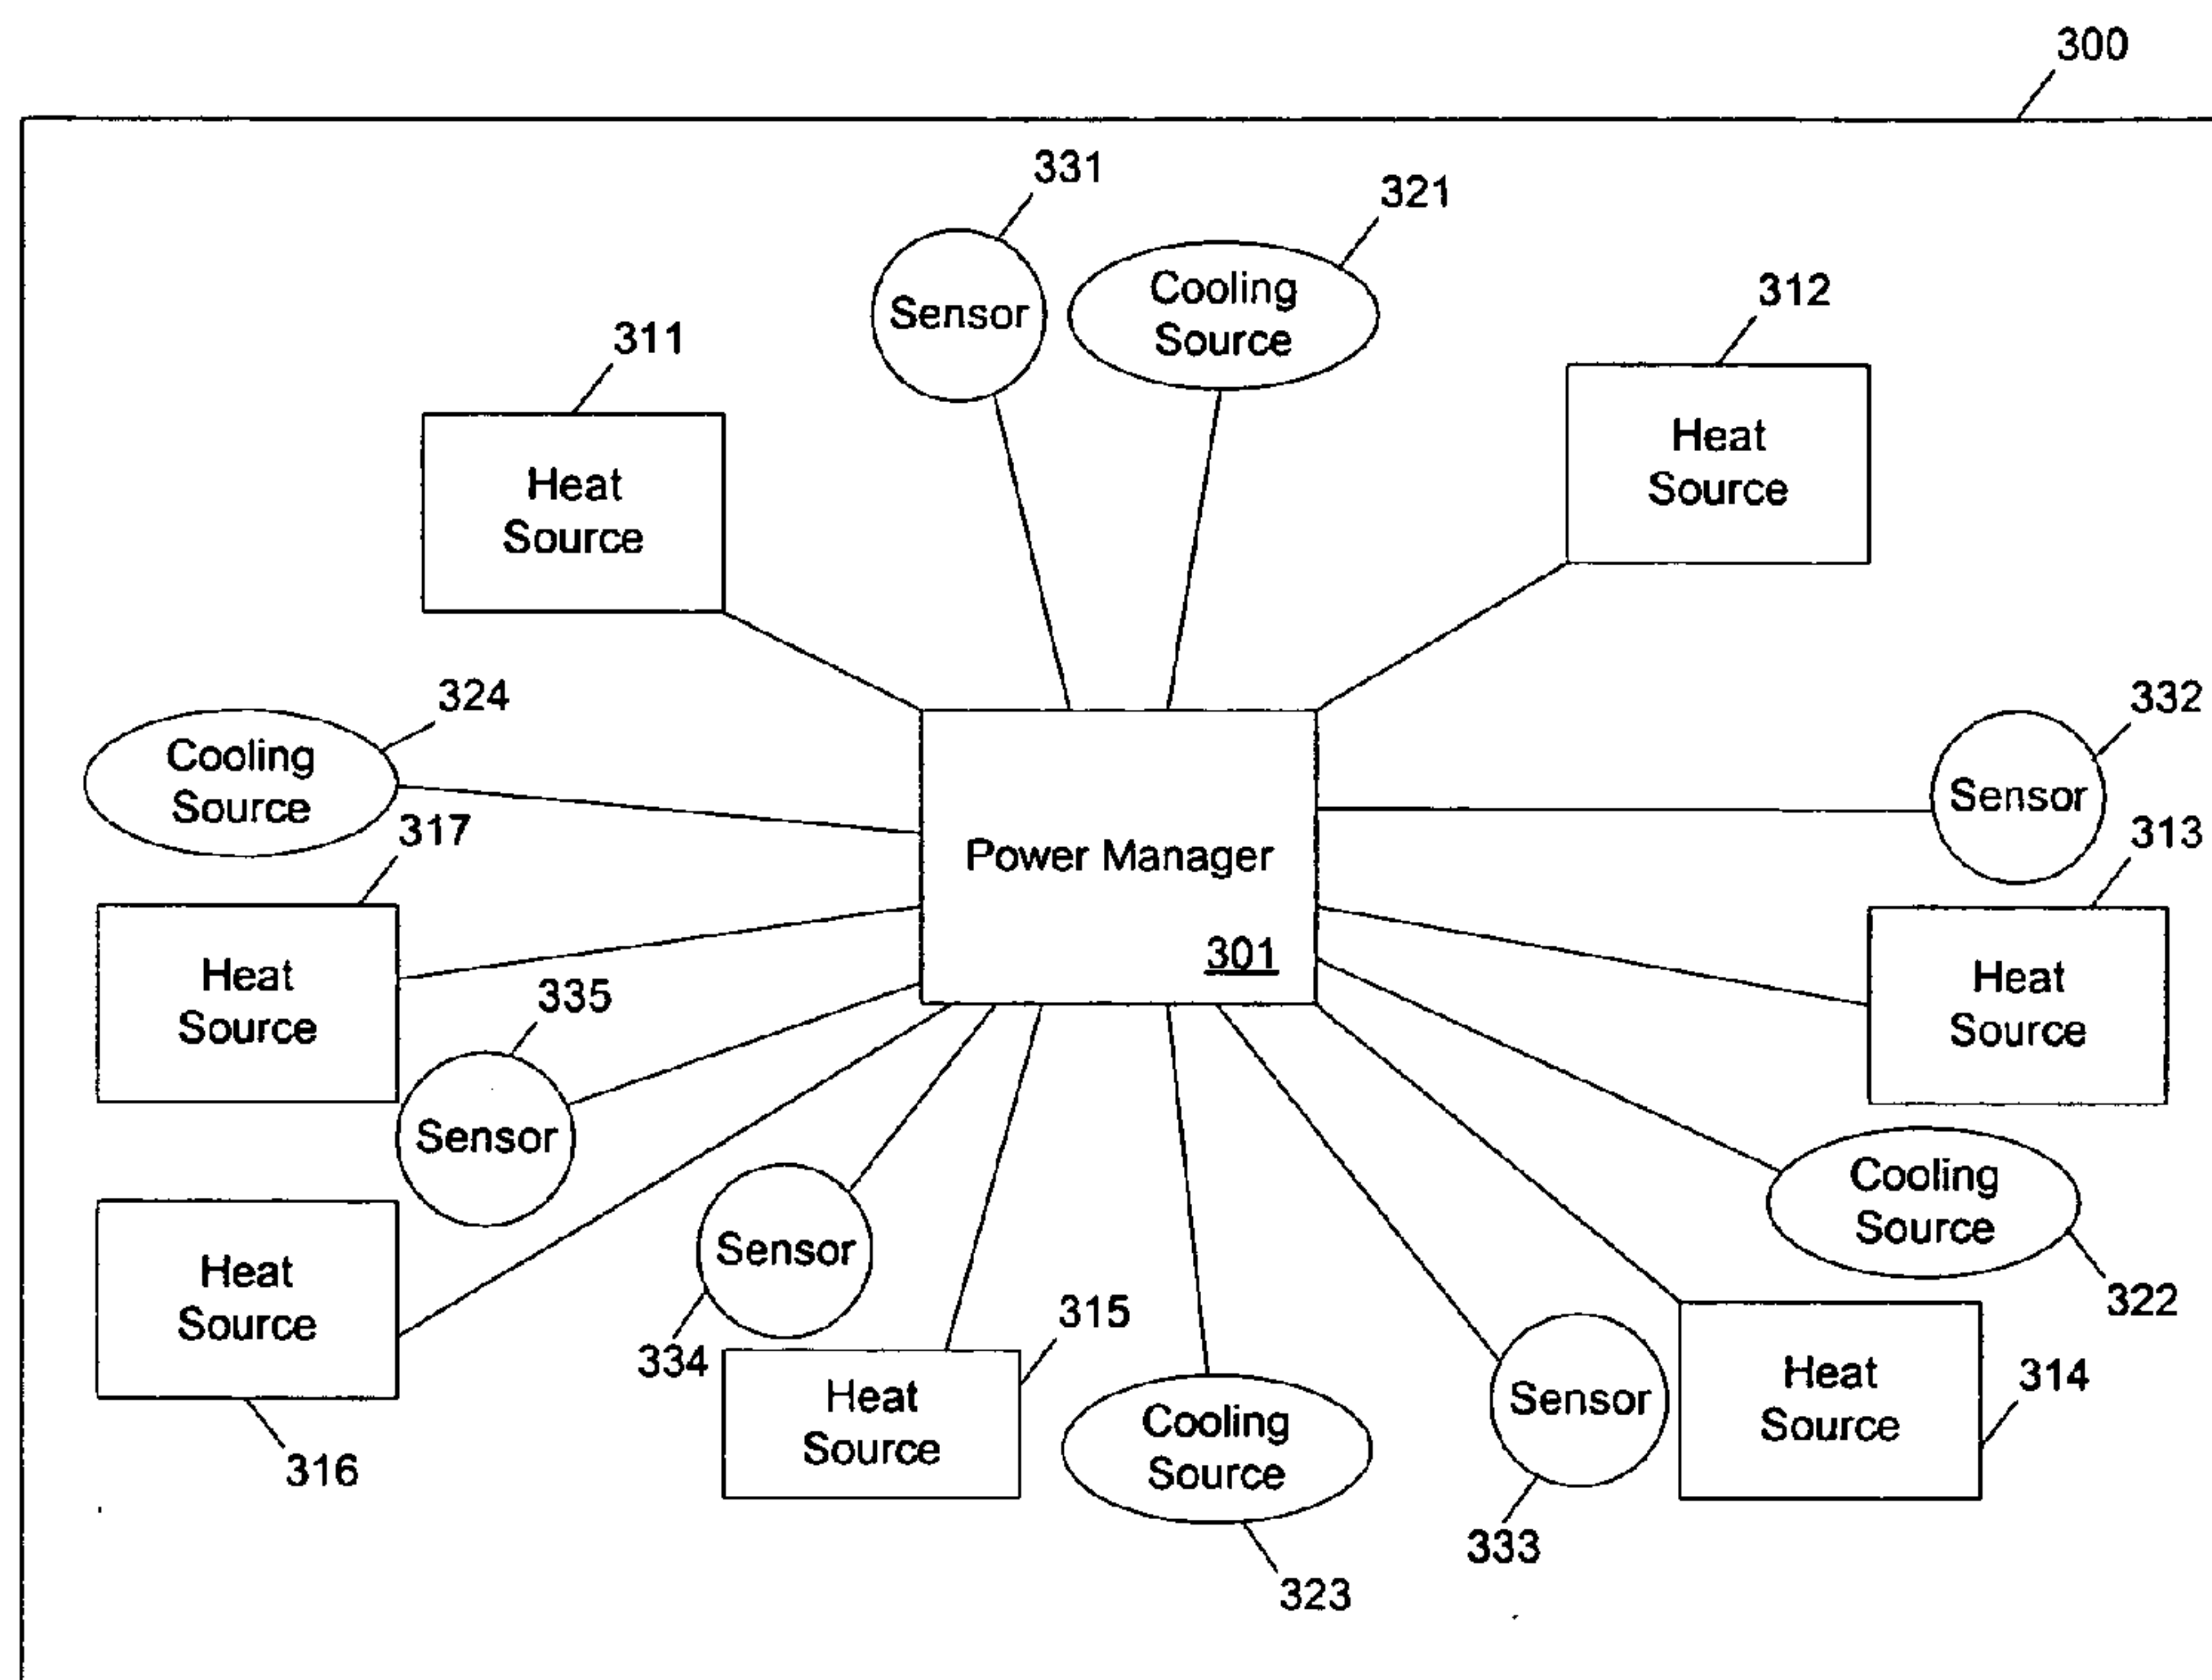 300
331
321
Sensor
Cooling
Source
312
311
Heat
Source
Heat
Source
324
Cooling
Source
332
Sensor
317
Power Manager
301
313
Heat
Source
Heat
Source
335
Sensor
Cooling
Source
322
Heat
Source
316
Sensor
334
315
Heat
Source
Cooling
Source
323
Sensor
333
Heat
Source
314